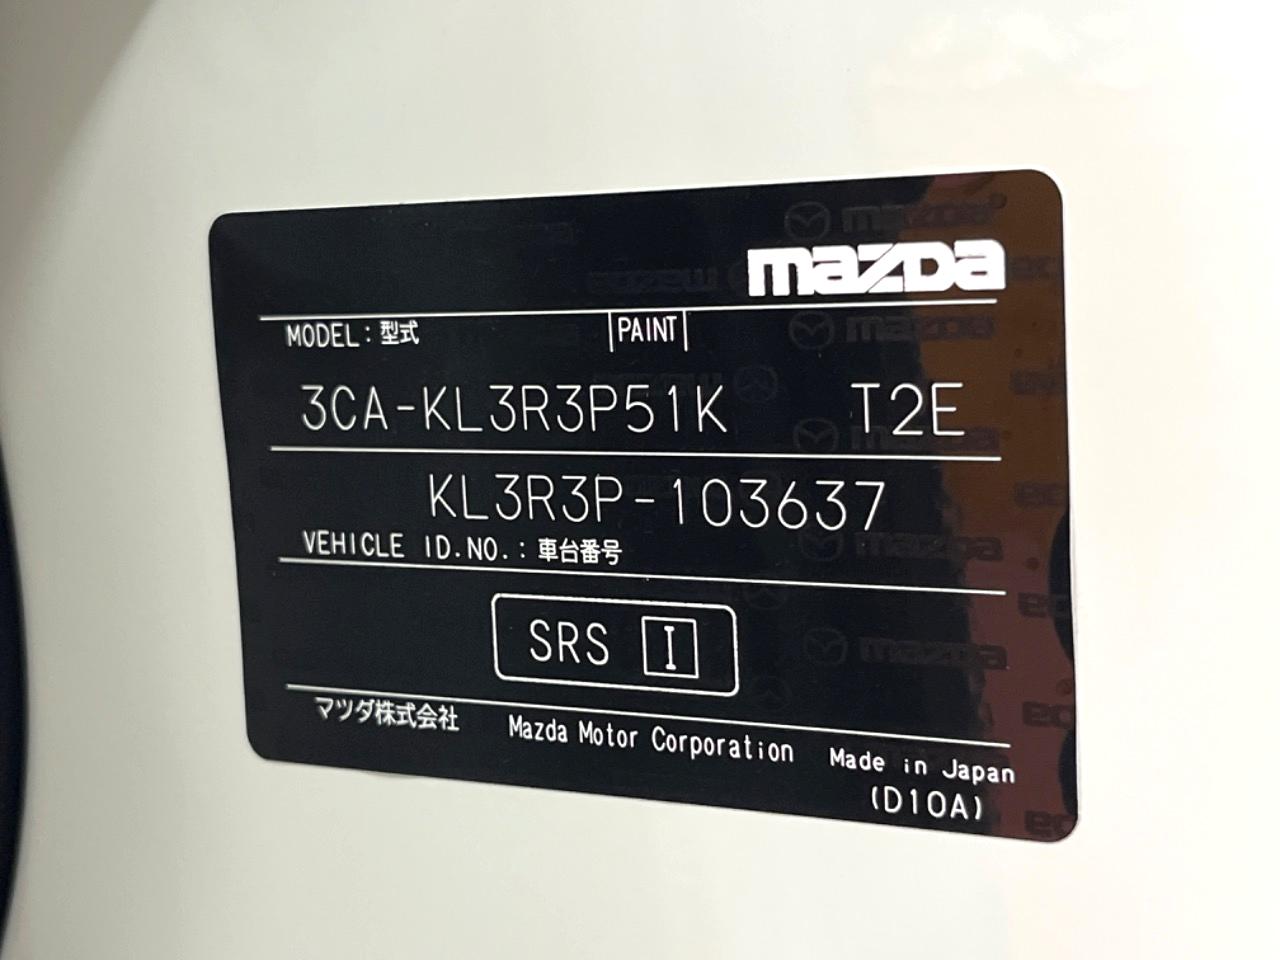 mazda
MODEL：型式 PAINT
3CA-KL3R3P51K T2E
KL3R3P-103637
VEHICLE ID.NO.：車台番号
SRS I
マツダ株式会社 Mazda Motor Corporation Made in Japan
(D10A)